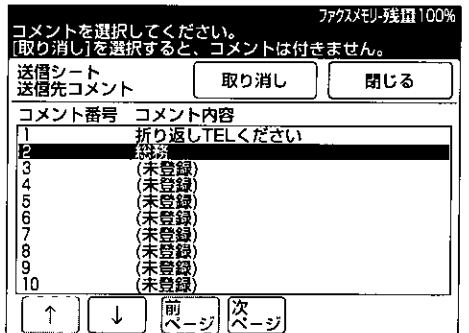 ファクスメモリー残量100%
コメントを選択してください。
[取り消し]を選択すると、コメントは付きません。
送信シート
送信先コメント
取り消し
閉じる
コメント番号 コメント内容
1 折り返しTELください
2 総務
3 (未登録)
4 (未登録)
5 (未登録)
6 (未登録)
7 (未登録)
8 (未登録)
9 (未登録)
10 (未登録)
↑ ↓
前
ページ
次
ページ